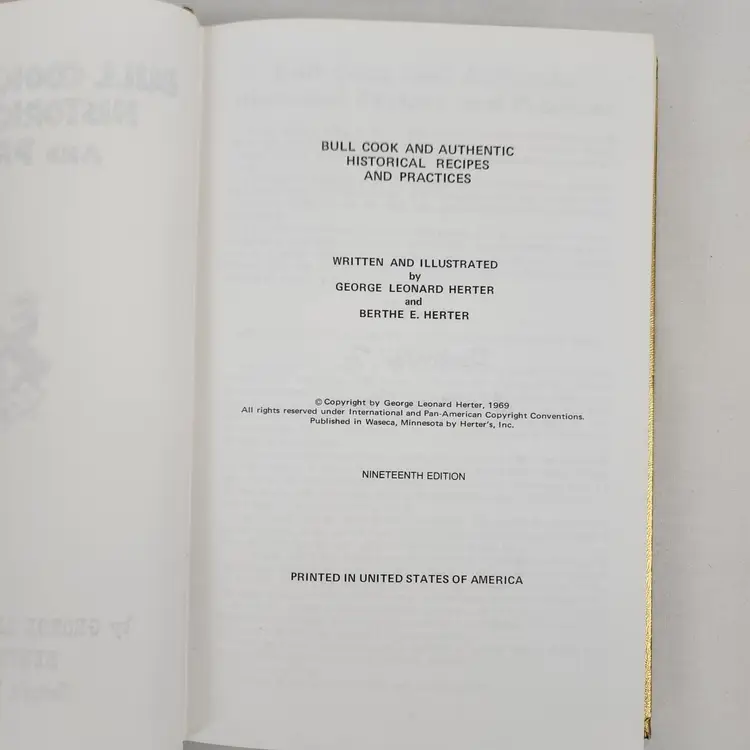 BULL COOK AND AUTHENTIC
HISTORICAL RECIPES
AND PRACTICES
WRITTEN AND ILLUSTRATED
by
GEORGE LEONARD HERTER
and
BERTHE E. HERTER
© Copyright by George Leonard Herter, 1969
All rights reserved under International and Pan-American Copyright Conventions.
Published in Waseca, Minnesota by Herter's, Inc.
NINETEENTH EDITION
PRINTED IN UNITED STATES OF AMERICA